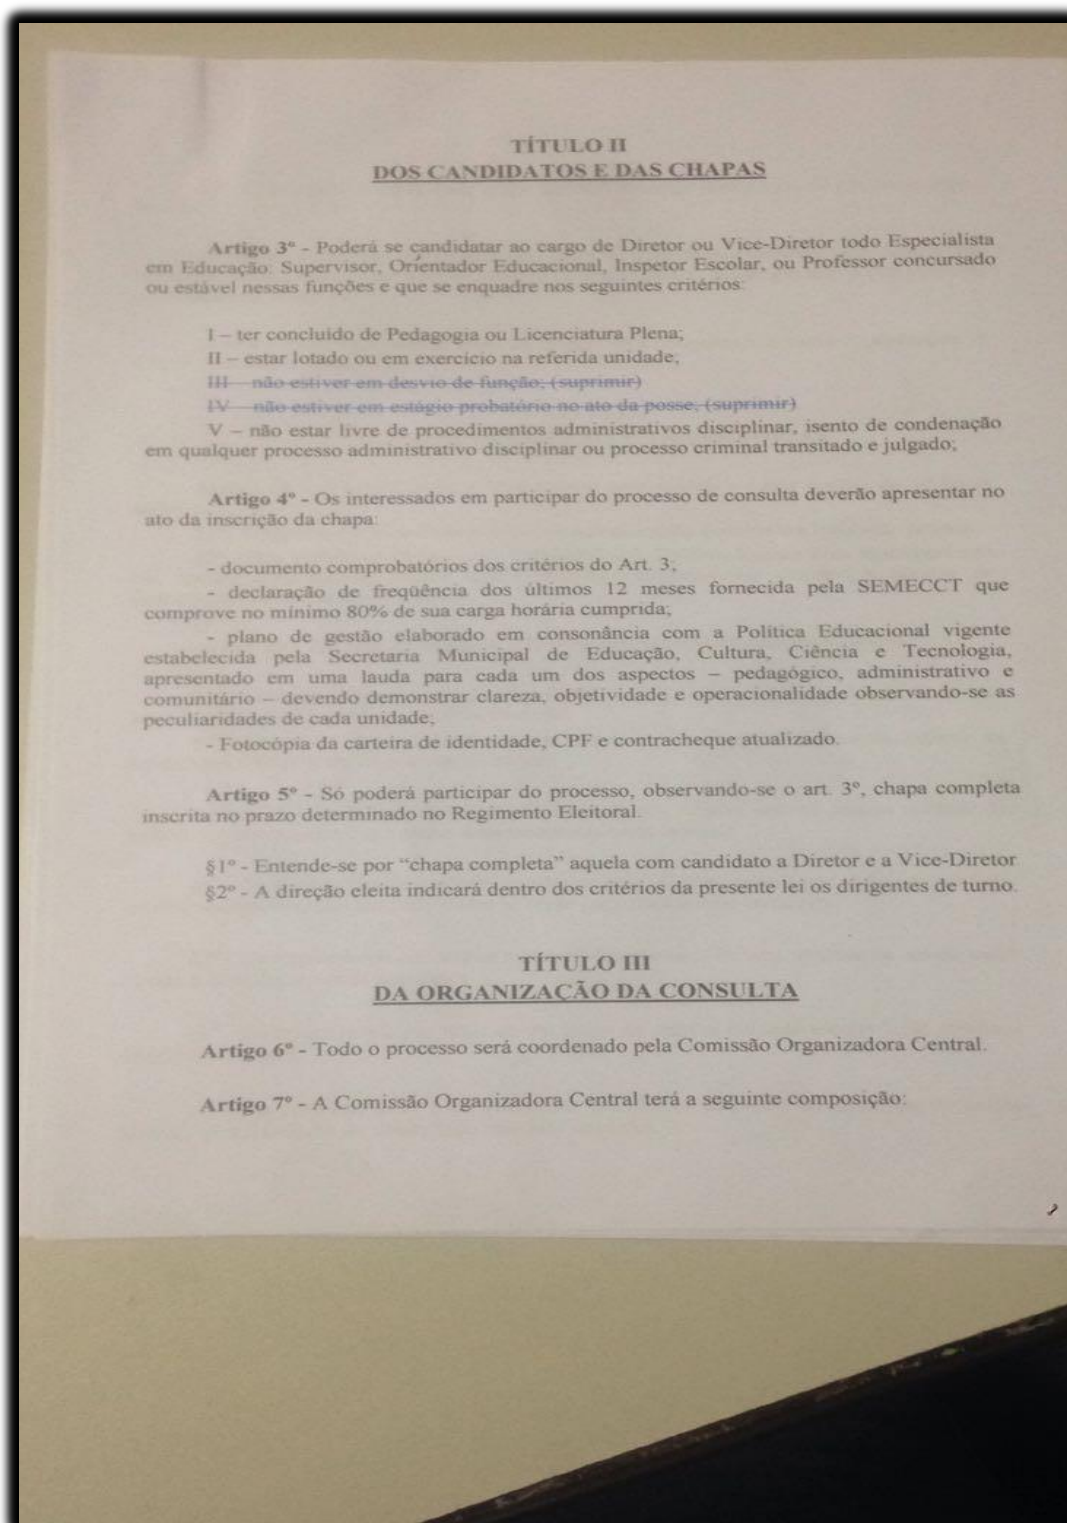 TÍTULO II
DOS CANDIDATOS E DAS CHAPAS
Artigo 3º - Poderá se candidatar ao cargo de Diretor ou Vice-Diretor todo Especialista
em Educação: Supervisor, Orientador Educacional, Inspetor Escolar, ou Professor concursado
ou estável nessas funções e que se enquadre nos seguintes critérios:
I – ter concluído de Pedagogia ou Licenciatura Plena;
II – estar lotado ou em exercício na referida unidade;
III – não estiver em desvio de função; (suprimir)
IV – não estiver em estágio probatório no ato da posse; (suprimir)
V – não estar livre de procedimentos administrativos disciplinar, isento de condenação
em qualquer processo administrativo disciplinar ou processo criminal transitado e julgado;
Artigo 4º - Os interessados em participar do processo de consulta deverão apresentar no
ato da inscrição da chapa:
- documento comprobatórios dos critérios do Art. 3;
- declaração de freqüência dos últimos 12 meses fornecida pela SEMECCT que
comprove no mínimo 80% de sua carga horária cumprida;
- plano de gestão elaborado em consonância com a Política Educacional vigente
estabelecida pela Secretaria Municipal de Educação, Cultura, Ciência e Tecnologia,
apresentado em uma lauda para cada um dos aspectos – pedagógico, administrativo e
comunitário – devendo demonstrar clareza, objetividade e operacionalidade observando-se as
peculiaridades de cada unidade;
- Fotocópia da carteira de identidade, CPF e contracheque atualizado.
Artigo 5º - Só poderá participar do processo, observando-se o art. 3º, chapa completa
inscrita no prazo determinado no Regimento Eleitoral.
§1º - Entende-se por “chapa completa” aquela com candidato a Diretor e a Vice-Diretor
§2º - A direção eleita indicará dentro dos critérios da presente lei os dirigentes de turno.
TÍTULO III
DA ORGANIZAÇÃO DA CONSULTA
Artigo 6º - Todo o processo será coordenado pela Comissão Organizadora Central.
Artigo 7º - A Comissão Organizadora Central terá a seguinte composição: